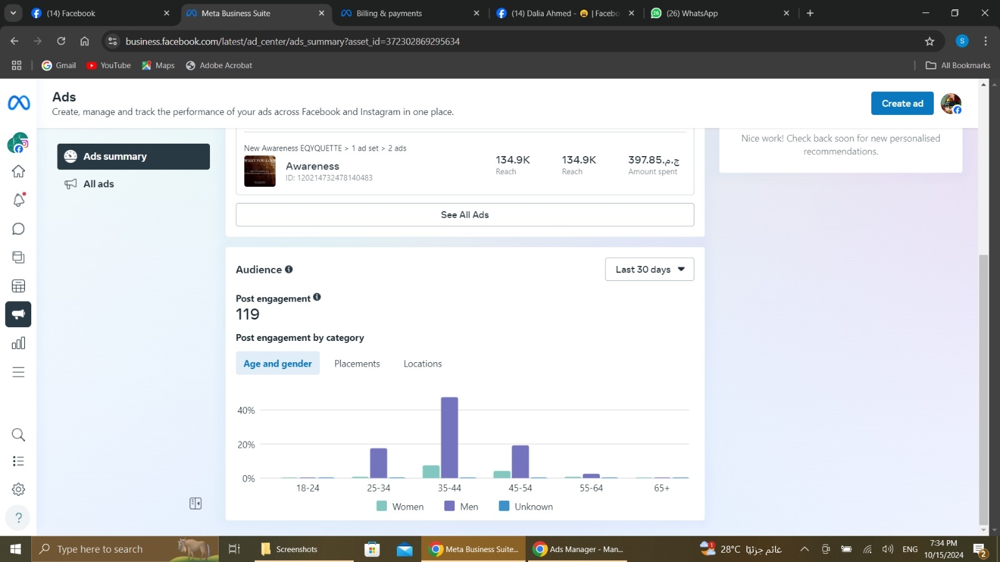 (14) Facebook
Meta Business Suite
Billing & payments
(14) Dalia Ahmed - 😩 | Facebo
26
(26) WhatsApp
business.facebook.com/latest/ad_center/ads_summary?asset_id=372302869295634
S
Gmail
YouTube
Maps
Adobe Acrobat
All Bookmarks
Ads
Create, manage and track the performance of your ads across Facebook and Instagram in one place.
Create ad
Ads summary
All ads
New Awareness EQYQUETTE > 1 ad set > 2 ads
WHAT YOU LOOK
Awareness
ID: 120214732478140483
134.9K
Reach
134.9K
Reach
397.85ج.م.
Amount spent
See All Ads
Nice work! Check back soon for new personalised
recommendations.
Audience
Last 30 days
Post engagement
119
Post engagement by category
Age and gender
Placements
Locations
40%
20%
0%
18-24
25-34
35-44
45-54
55-64
65+
Women
Men
Unknown
?
Type here to search
Screenshots
Meta Business Suite...
Ads Manager - Man...
28°C غائم جزئيًا
ENG
7:34 PM
10/15/2024
2